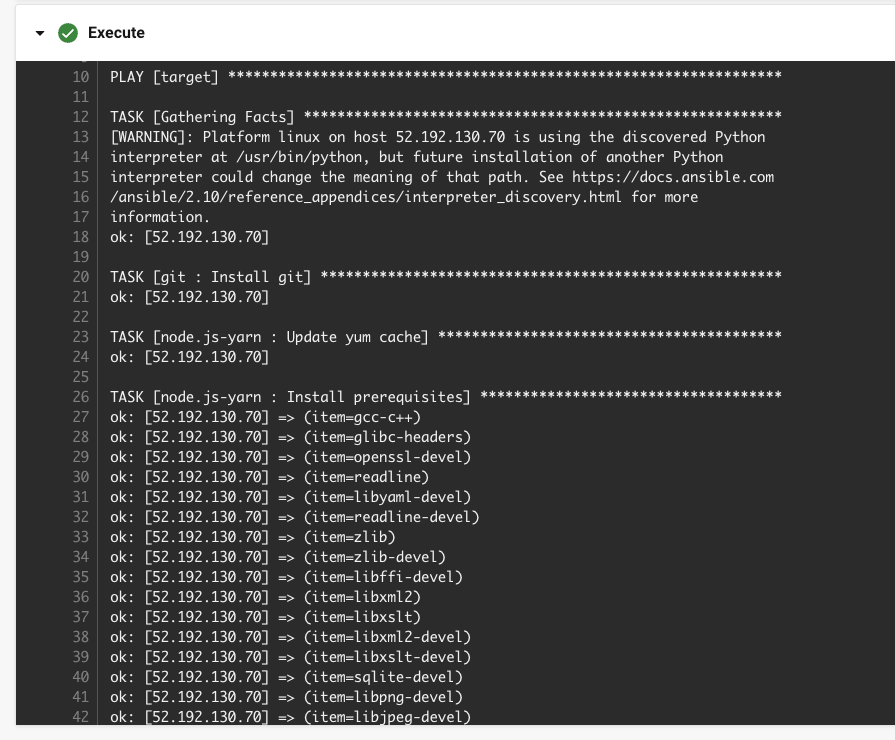 Execute
10 PLAY [target] ******************************************************************
11
12 TASK [Gathering Facts] *********************************************************
13 [WARNING]: Platform linux on host 52.192.130.70 is using the discovered Python
14 interpreter at /usr/bin/python, but future installation of another Python
15 interpreter could change the meaning of that path. See https://docs.ansible.com
16 /ansible/2.10/reference_appendices/interpreter_discovery.html for more
17 information.
18 ok: [52.192.130.70]
19
20 TASK [git : Install git] *******************************************************
21 ok: [52.192.130.70]
22
23 TASK [node.js-yarn : Update yum cache] *****************************************
24 ok: [52.192.130.70]
25
26 TASK [node.js-yarn : Install prerequisites] ************************************
27 ok: [52.192.130.70] => (item=gcc-c++)
28 ok: [52.192.130.70] => (item=glibc-headers)
29 ok: [52.192.130.70] => (item=openssl-devel)
30 ok: [52.192.130.70] => (item=readline)
31 ok: [52.192.130.70] => (item=libyaml-devel)
32 ok: [52.192.130.70] => (item=readline-devel)
33 ok: [52.192.130.70] => (item=zlib)
34 ok: [52.192.130.70] => (item=zlib-devel)
35 ok: [52.192.130.70] => (item=libffi-devel)
36 ok: [52.192.130.70] => (item=libxml2)
37 ok: [52.192.130.70] => (item=libxslt)
38 ok: [52.192.130.70] => (item=libxml2-devel)
39 ok: [52.192.130.70] => (item=libxslt-devel)
40 ok: [52.192.130.70] => (item=sqlite-devel)
41 ok: [52.192.130.70] => (item=libpng-devel)
42 ok: [52.192.130.70] => (item=libjpeg-devel)